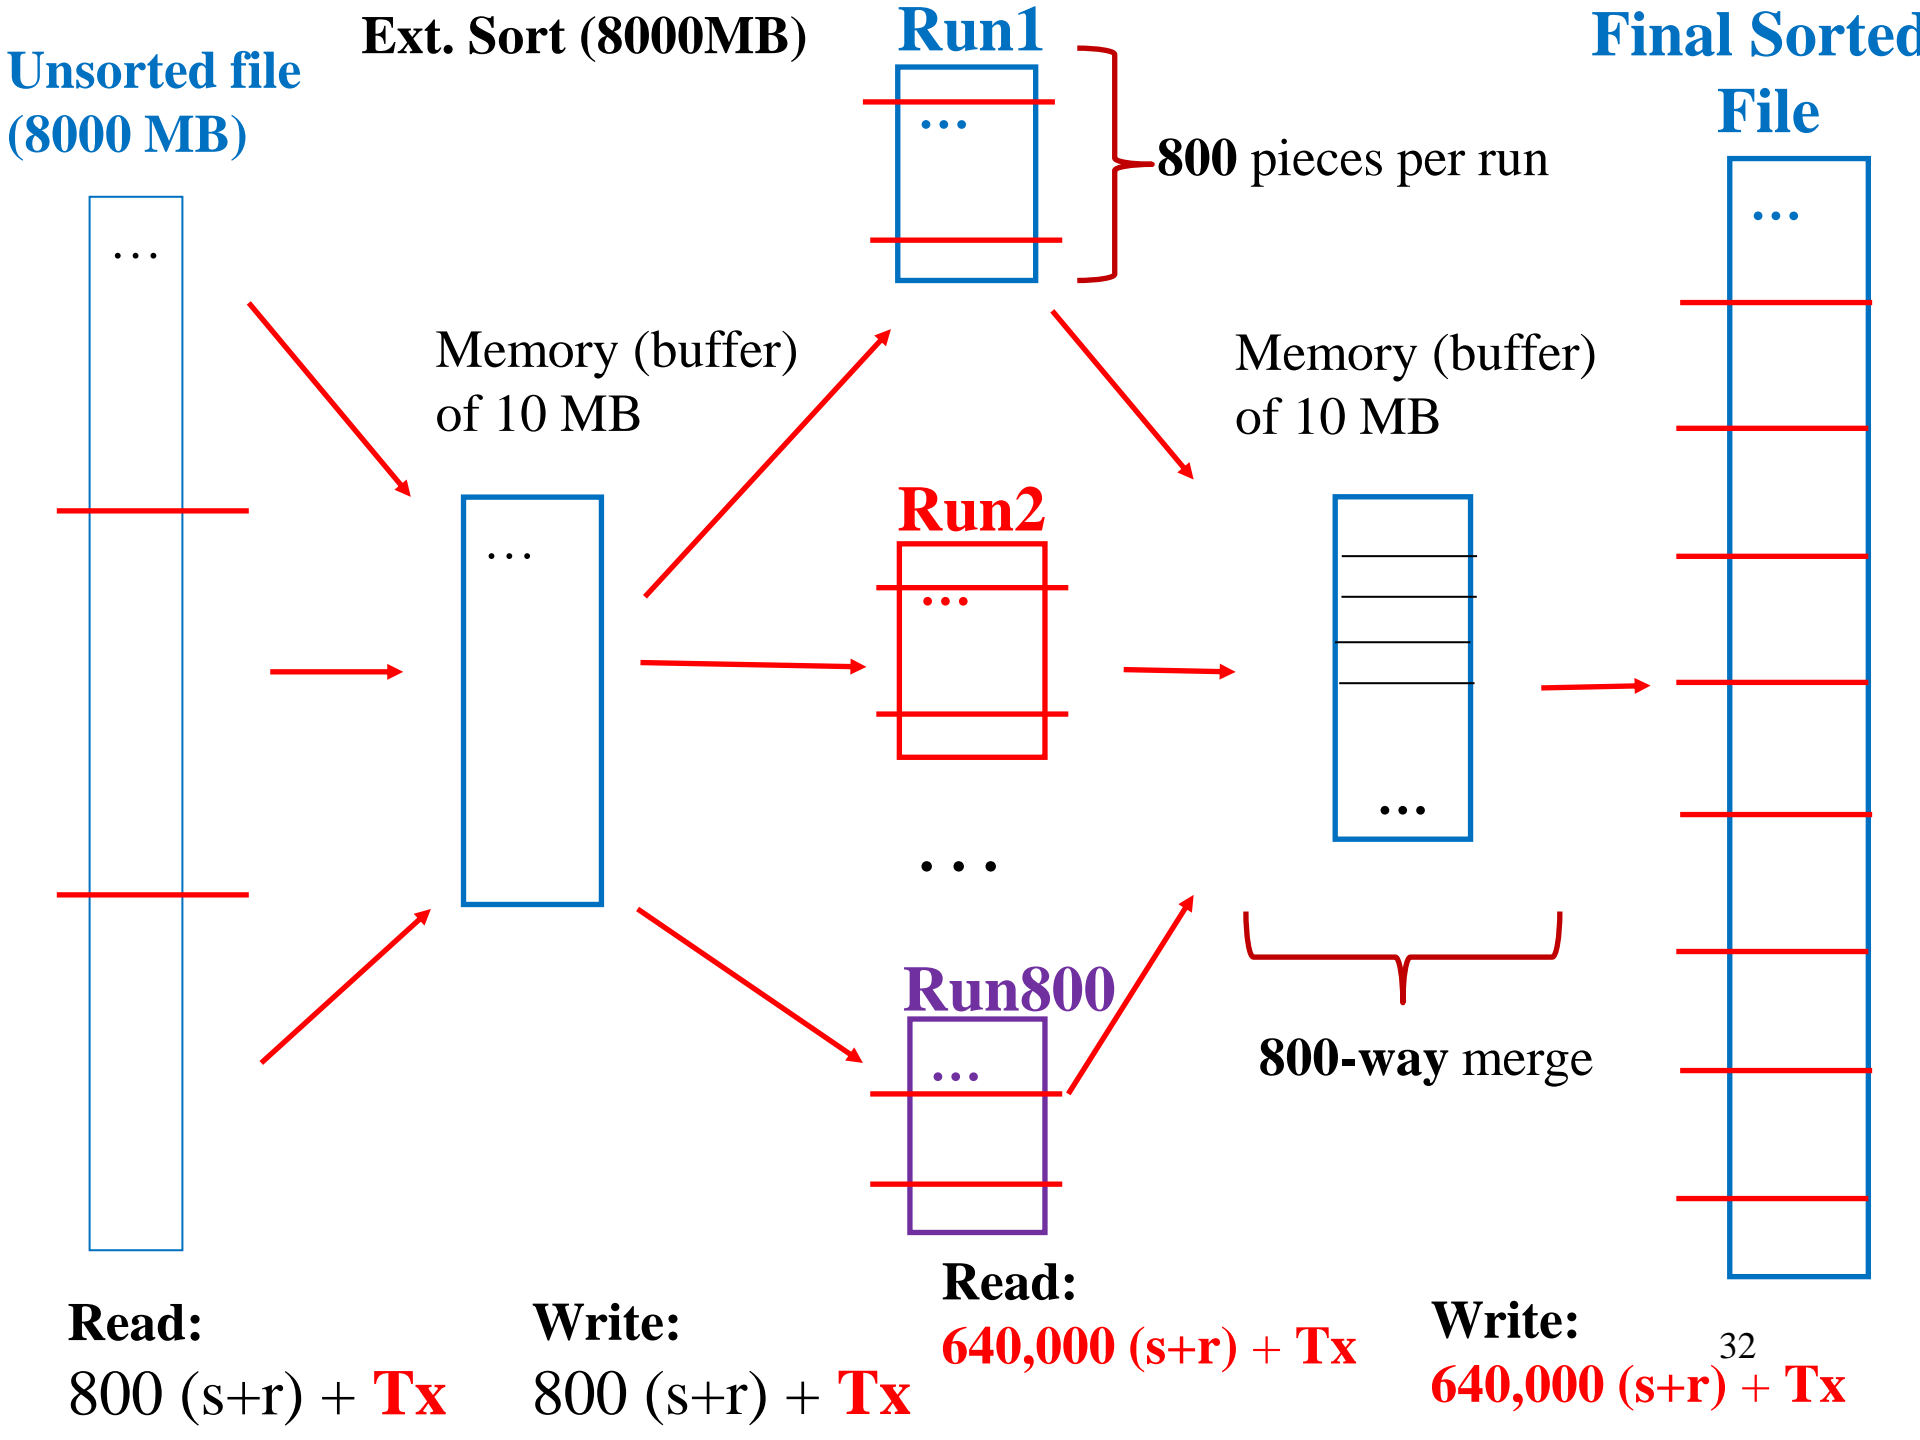 Ext. Sort (8000MB)
Unsorted file
(8000 MB)
…
Memory (buffer)
of 10 MB
…
Run1
…
800 pieces per run
Run2
…
…
Run800
…
Memory (buffer)
of 10 MB
…
800-way merge
Final Sorted
File
…
Read:
800 (s+r) + Tx
Write:
800 (s+r) + Tx
Read:
640,000 (s+r) + Tx
Write:
640,000 (s+r) + Tx
32